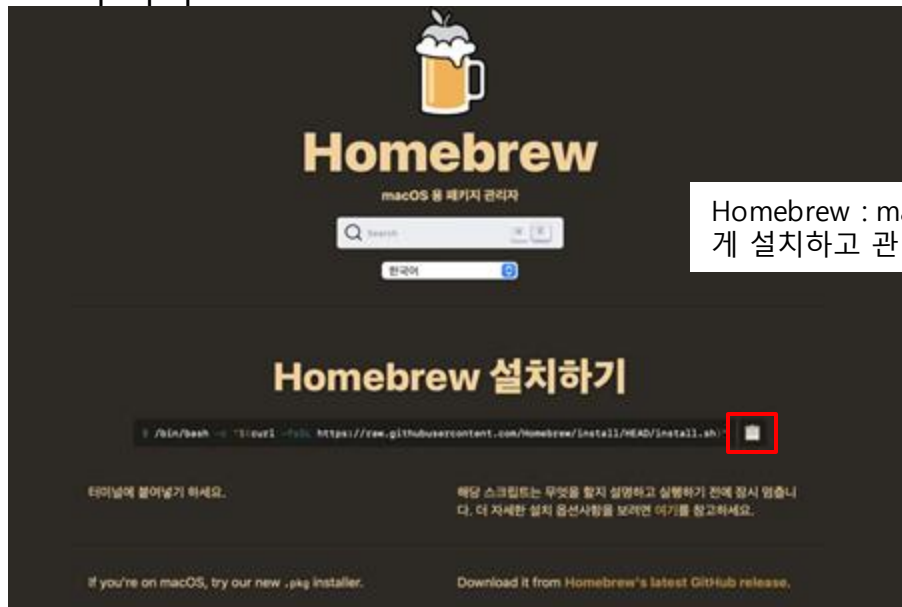 Homebrew
macOS 용 패키지 관리자
Search
한국어
Homebrew : ma
게 설치하고 관
Homebrew 설치하기
/bin/bash -c "$(curl -fsSL https://raw.githubusercontent.com/Homebrew/install/HEAD/install.sh)"
터미널에 붙여넣기 하세요.
해당 스크립트는 무엇을 할지 설명하고 실행하기 전에 잠시 멈춥니
다. 더 자세한 설치 옵션사항을 보려면 여기를 참고하세요.
If you're on macOS, try our new .pkg installer.
Download it from Homebrew's latest GitHub release.